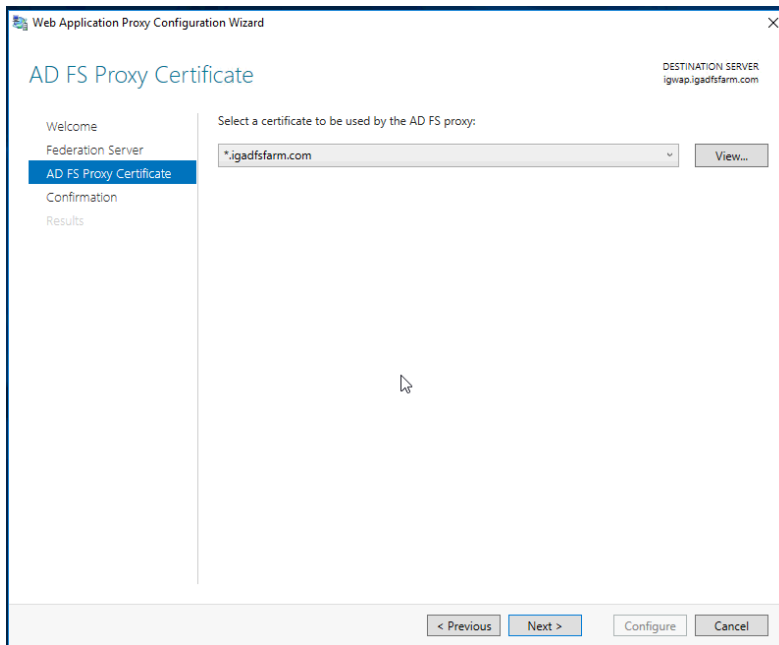 Web Application Proxy Configuration Wizard
AD FS Proxy Certificate
DESTINATION SERVER
igwap.igadfsfarm.com
Welcome
Federation Server
AD FS Proxy Certificate
Confirmation
Results
Select a certificate to be used by the AD FS proxy:
*.igadfsfarm.com
View...
< Previous
Next >
Configure
Cancel